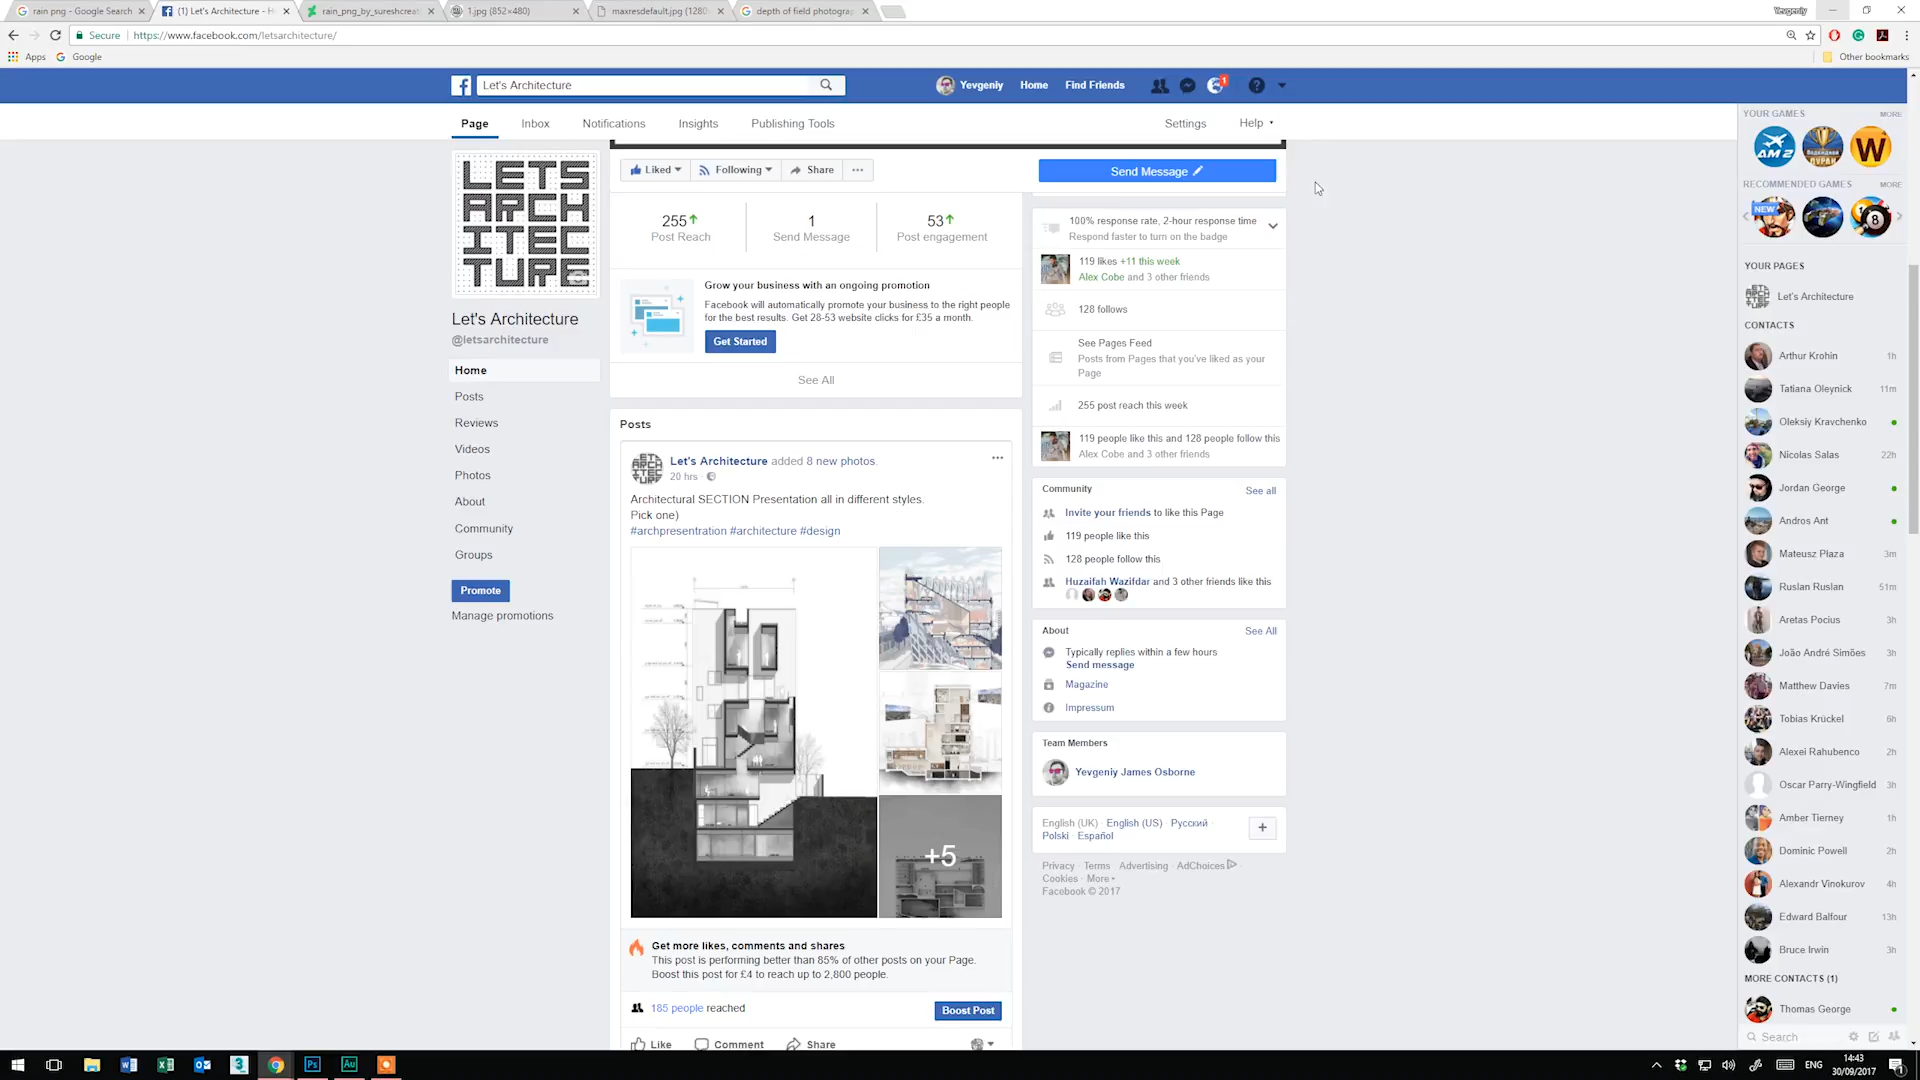 rain png - Google Search
(1) Let's Architecture - H
rain_png_by_sureshcreat
1.jpg (852×480)
maxresdefault.jpg (1280
depth of field photograp
Yevgeniy
Secure
https://www.facebook.com/letsarchitecture/
Apps
Google
Other bookmarks
Let's Architecture
Yevgeniy
Home
Find Friends
1
Page
Inbox
Notifications
Insights
Publishing Tools
Settings
Help
LETS
ARCH
ITEC
TURE
Let's Architecture
@letsarchitecture
Home
Posts
Reviews
Videos
Photos
About
Community
Groups
Promote
Manage promotions
Liked
Following
Share
Send Message
255
Post Reach
1
Send Message
53
Post engagement
Grow your business with an ongoing promotion
Facebook will automatically promote your business to the right people
for the best results. Get 28-53 website clicks for £35 a month.
Get Started
See All
Posts
Let's Architecture added 8 new photos.
20 hrs ·
Architectural SECTION Presentation all in different styles.
Pick one)
#archpresentration #architecture #design
+5
Get more likes, comments and shares
This post is performing better than 85% of other posts on your Page.
Boost this post for £4 to reach up to 2,800 people.
185 people reached
Boost Post
Like
Comment
Share
100% response rate, 2-hour response time
Respond faster to turn on the badge
119 likes +11 this week
Alex Cobe and 3 other friends
128 follows
See Pages Feed
Posts from Pages that you've liked as your
Page
255 post reach this week
119 people like this and 128 people follow this
Alex Cobe and 3 other friends
Community
See all
Invite your friends to like this Page
119 people like this
128 people follow this
Huzaifah Wazifdar and 3 other friends like this
About
See All
Typically replies within a few hours
Send message
Magazine
Impressum
Team Members
Yevgeniy James Osborne
English (UK) · English (US) · Русский ·
Polski · Español
Privacy · Terms · Advertising · AdChoices ·
Cookies · More
Facebook © 2017
YOUR GAMES
MORE
AM 2
W
RECOMMENDED GAMES
MORE
NEW
8
YOUR PAGES
Let's Architecture
CONTACTS
Arthur Krohin 1h
Tatiana Oleynick 11m
Oleksiy Kravchenko
Nicolas Salas 22h
Jordan George
Andros Ant
Mateusz Płaza 3m
Ruslan Ruslan 51m
Aretas Pocius 3h
João André Simões 3h
Matthew Davies 7m
Tobias Krückel 6h
Alexei Rahubenco 2h
Oscar Parry-Wingfield 3h
Amber Tierney 1h
Dominic Powell 2h
Alexandr Vinokurov 4h
Edward Balfour 13h
Bruce Irwin 3h
MORE CONTACTS (1)
Thomas George
Search
Ps
Au
ENG
14:43
30/09/2017